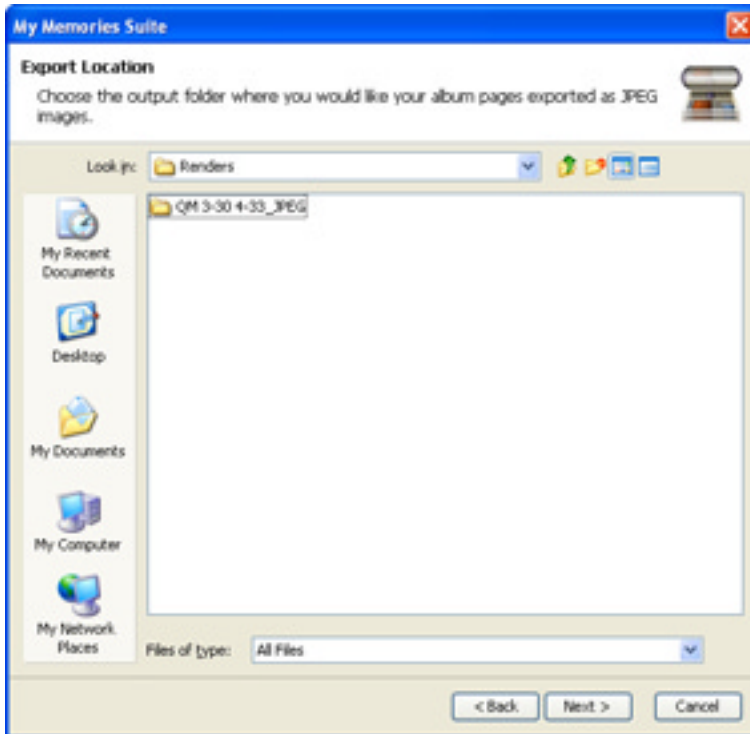 My Memories Suite
Export Location
Choose the output folder where you would like your album pages exported as JPEG
images.
Look in:
Renders
QM 3-30 4-33_JPEG
My Recent
Documents
Desktop
My Documents
My Computer
My Network
Places
Files of type:
All Files
< Back
Next >
Cancel